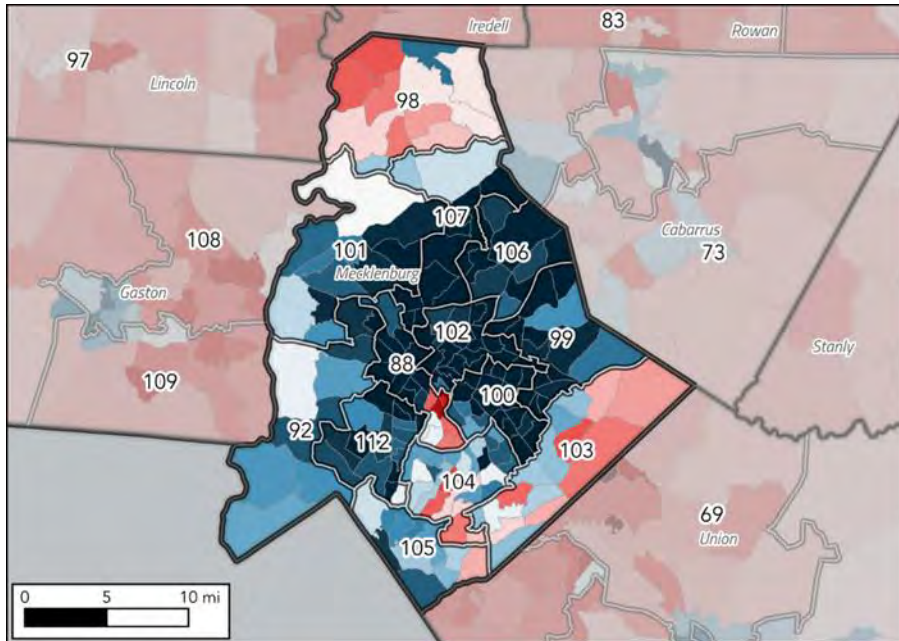 Iredell
83
Rowan
97
Lincoln
98
107
108
101
106
Cabarrus
Mecklenburg
73
Gaston
102
99
Stanly
88
109
100
92
112
103
104
69
Union
105
0 5 10 mi